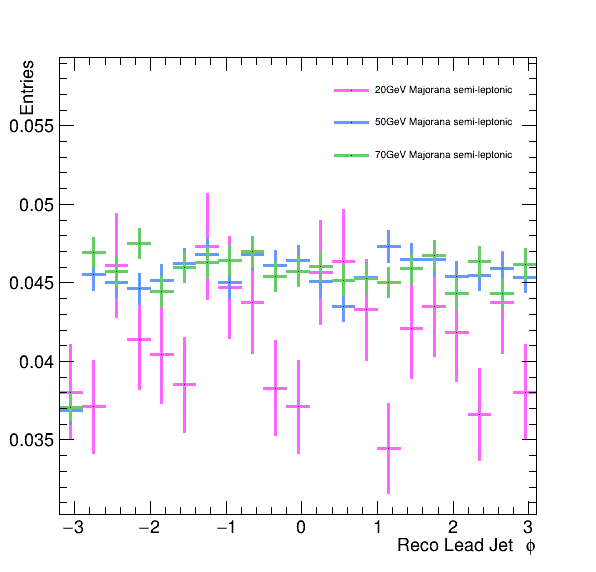 Entries
20GeV Majorana semi-leptonic
50GeV Majorana semi-leptonic
70GeV Majorana semi-leptonic
0.055
0.05
0.045
0.04
0.035
−3 −2 −1 0 1 2 3
Reco Lead Jet ϕ